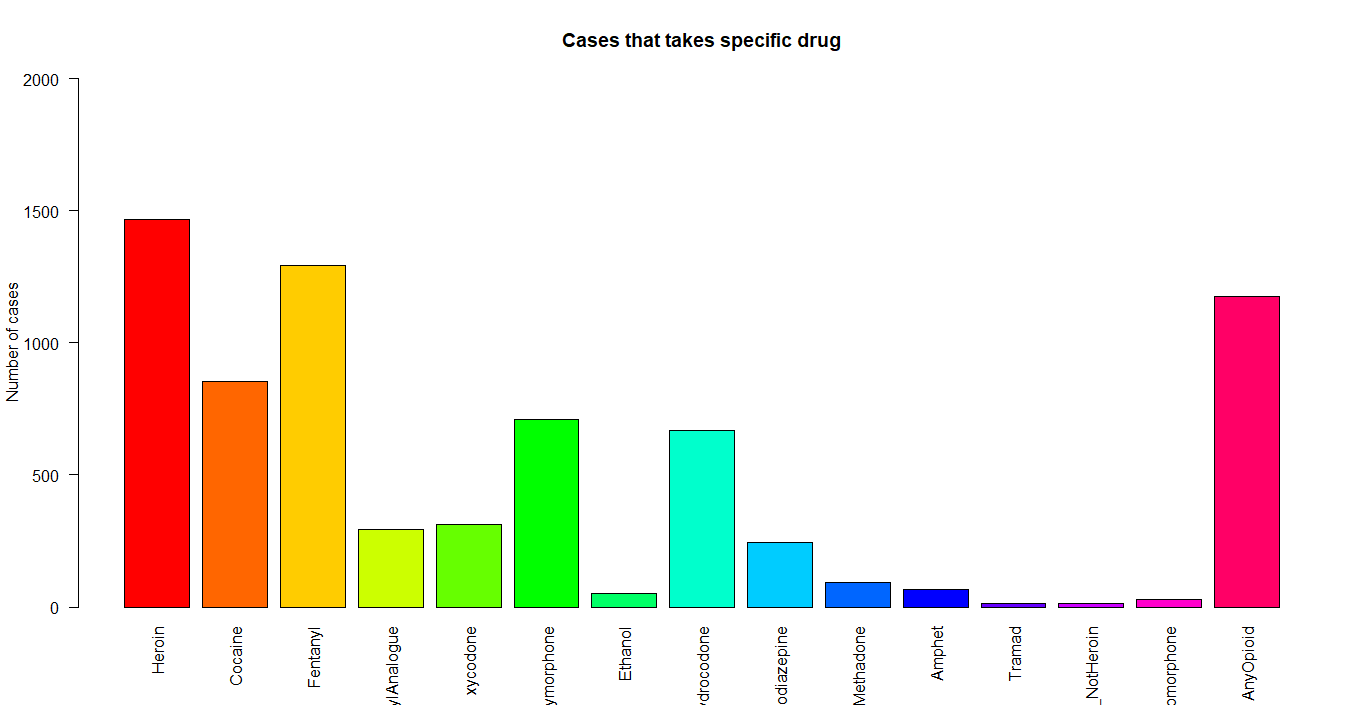 Cases that takes specific drug
Number of cases
2000
1500
1000
500
0
Heroin
Cocaine
Fentanyl
ylAnalogue
xycodone
ymorphone
Ethanol
ydrocodone
odiazepine
Methadone
Amphet
Tramad
_NotHeroin
omorphone
AnyOpioid